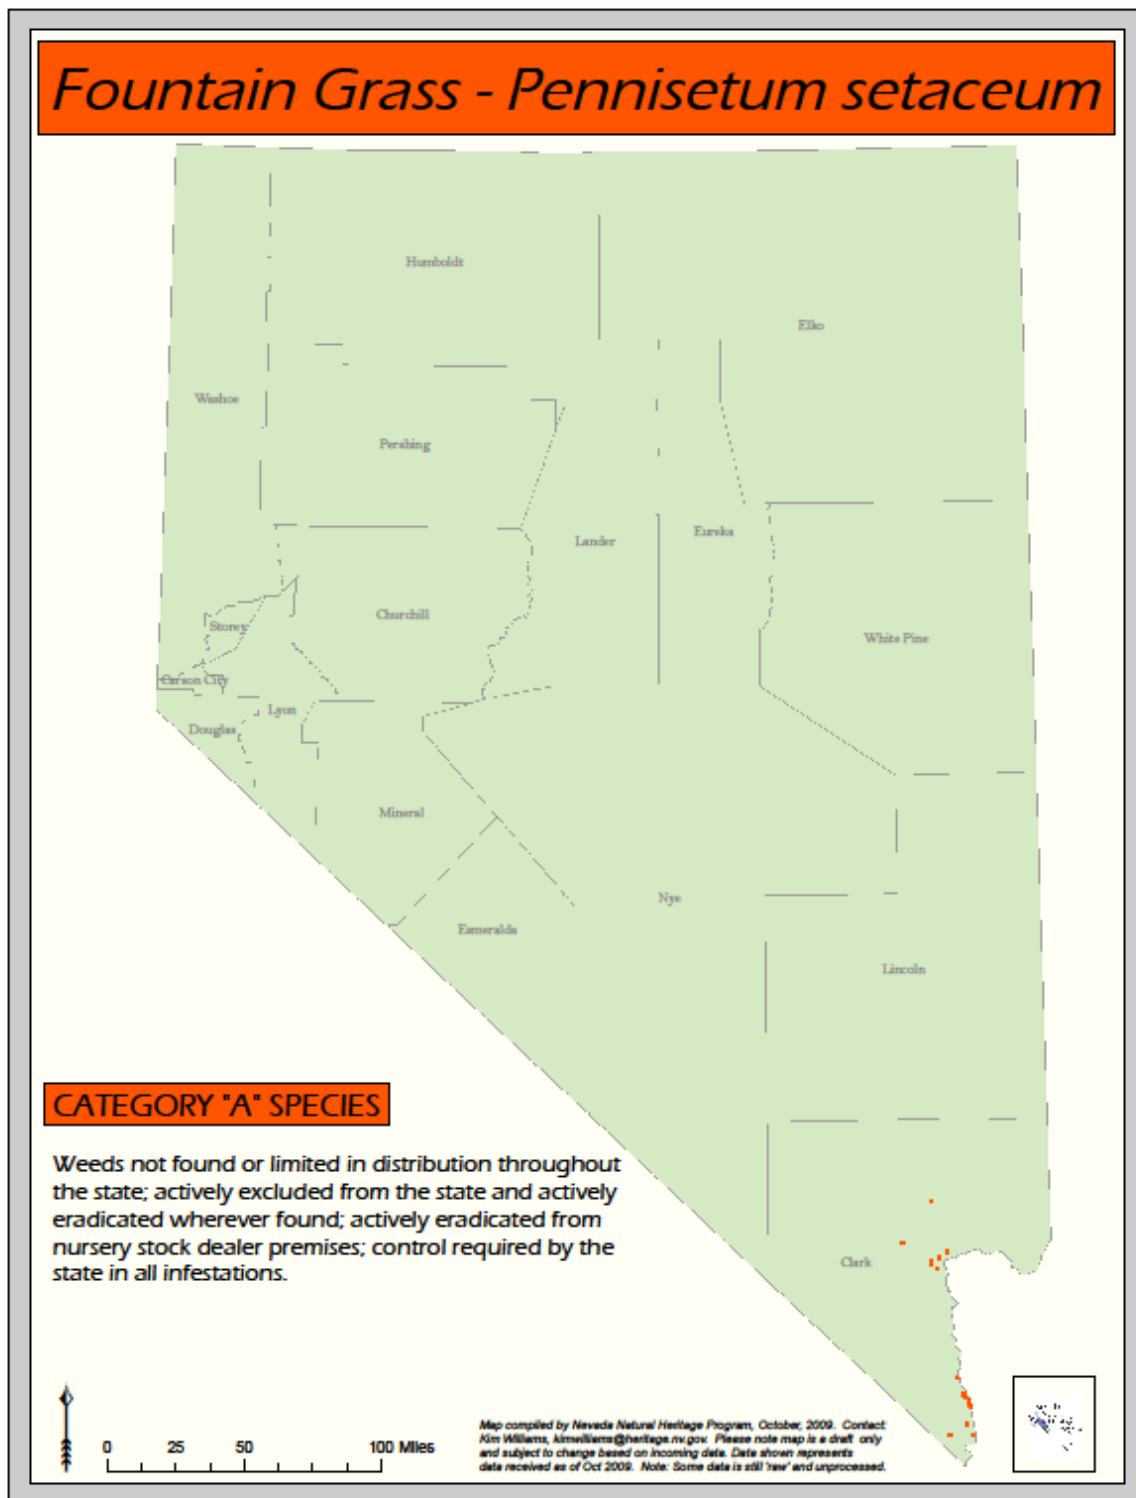 Fountain Grass - Pennisetum setaceum
Humboldt
Elko
Washoe
Pershing
Lander
Eureka
Churchill
Storey
White Pine
Carson City
Lyon
Douglas
Mineral
Nye
Esmeralda
Lincoln
CATEGORY "A" SPECIES
Weeds not found or limited in distribution throughout
the state; actively excluded from the state and actively
eradicated wherever found; actively eradicated from
nursery stock dealer premises; control required by the
state in all infestations.
Clark
0 25 50 100 Miles
Map compiled by Nevada Natural Heritage Program, October, 2009. Contact
Kim Williams, kimwilliams@heritage.nv.gov. Please note map is a draft only
and subject to change based on incoming data. Data shown represents
data received as of Oct 2009. Note: Some data is still 'raw' and unprocessed.